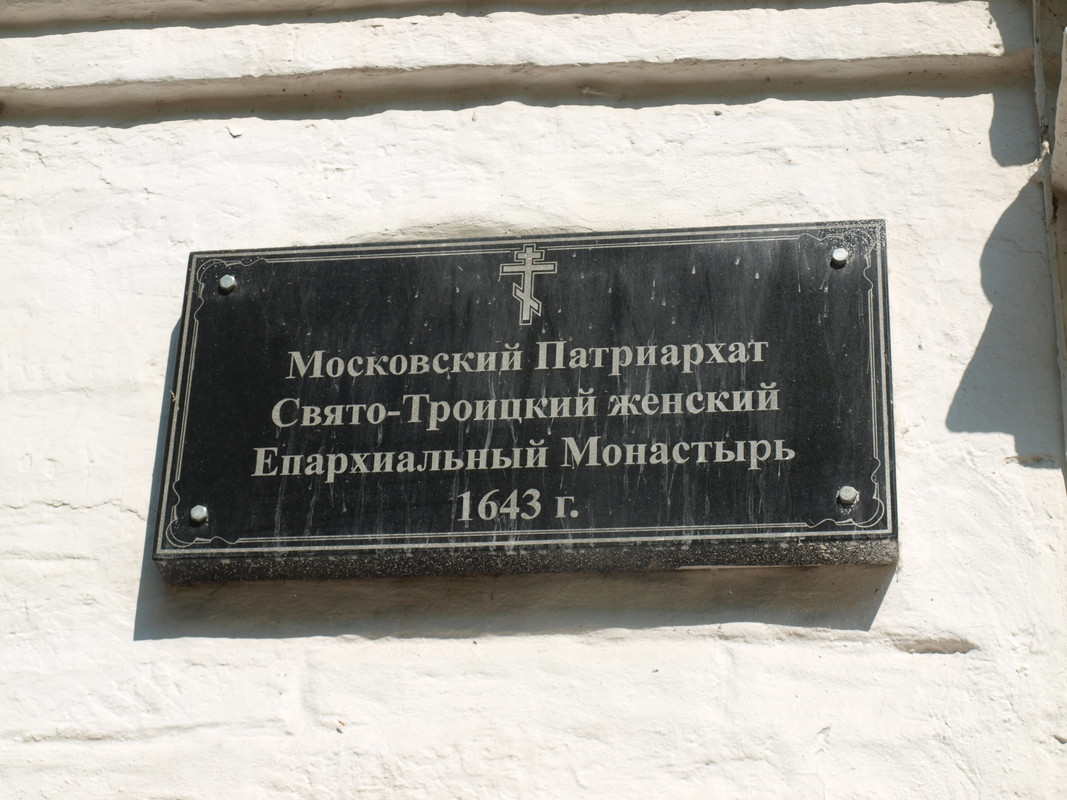 Московский Патриархат
Свято-Троицкий женский
Епархиальный Монастырь
1643 г.